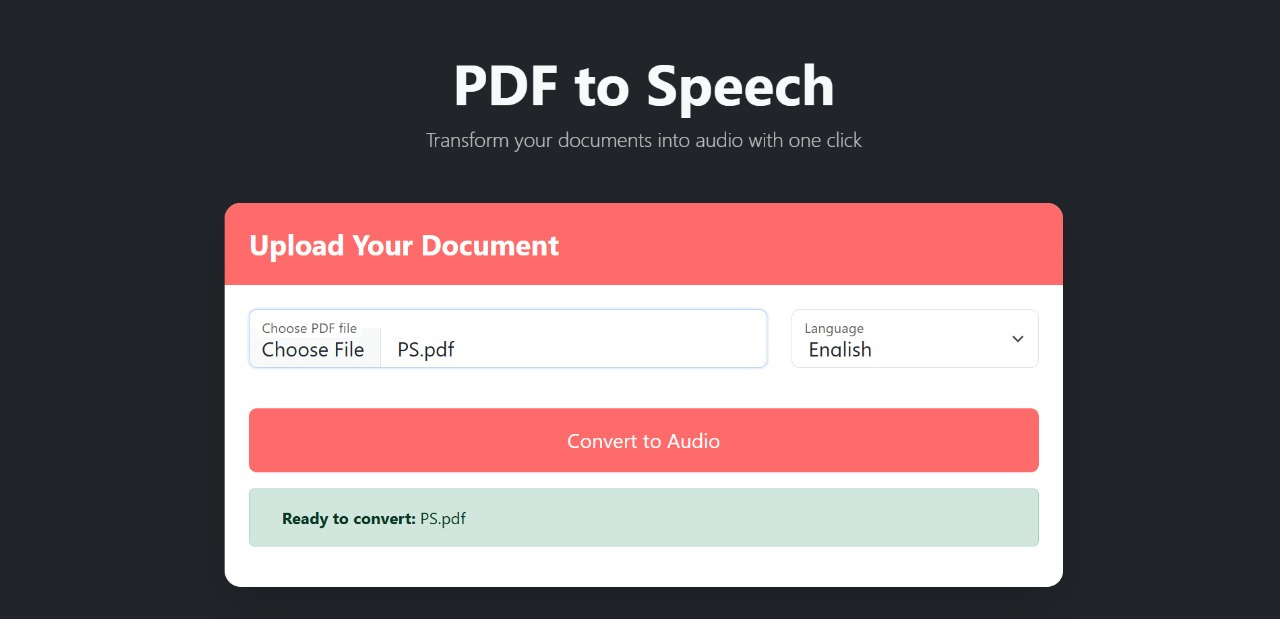 PDF to Speech
Transform your documents into audio with one click
Upload Your Document
Choose PDF file
Choose File PS.pdf
Language
English
Convert to Audio
Ready to convert: PS.pdf